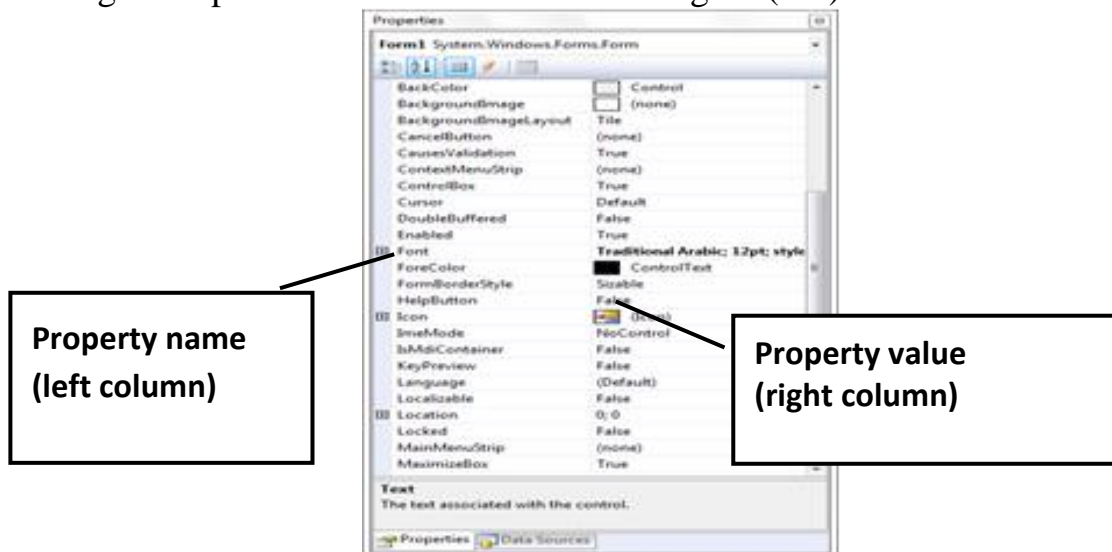 Properties
Form1 System.Windows.Forms.Form
BackColor Control
BackgroundImage (none)
BackgroundImageLayout Tile
CancelButton (none)
CausesValidation True
ContextMenuStrip (none)
ControlBox True
Cursor Default
DoubleBuffered False
Enabled True
Font Traditional Arabic; 12pt; style
ForeColor ControlText
FormBorderStyle Sizable
HelpButton False
Icon (Icon)
ImeMode NoControl
IsMdiContainer False
KeyPreview False
Language (Default)
Localizable False
Location 0; 0
Locked False
MainMenuStrip (none)
MaximizeBox True
Text
The text associated with the control.
Properties Data Sources
Property name
(left column)
Property value
(right column)